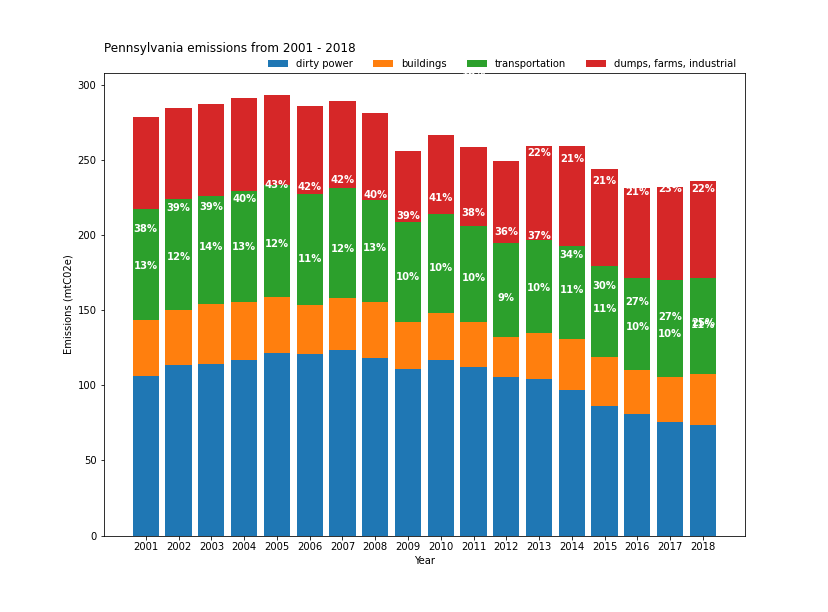 Pennsylvania emissions from 2001 - 2018
dirty power buildings transportation dumps, farms, industrial
300
250
200
150
100
50
0
Emissions (mtC02e)
22% 21%
21% 21% 23% 22%
43% 42% 42% 40% 41%
38% 39% 39% 40% 39% 38% 36% 37%
34% 30% 27% 27% 25%
13% 12% 14% 13% 12% 11% 12% 13% 10% 10% 10% 9% 10% 11% 11% 10% 10% 11%
2001 2002 2003 2004 2005 2006 2007 2008 2009 2010 2011 2012 2013 2014 2015 2016 2017 2018
Year